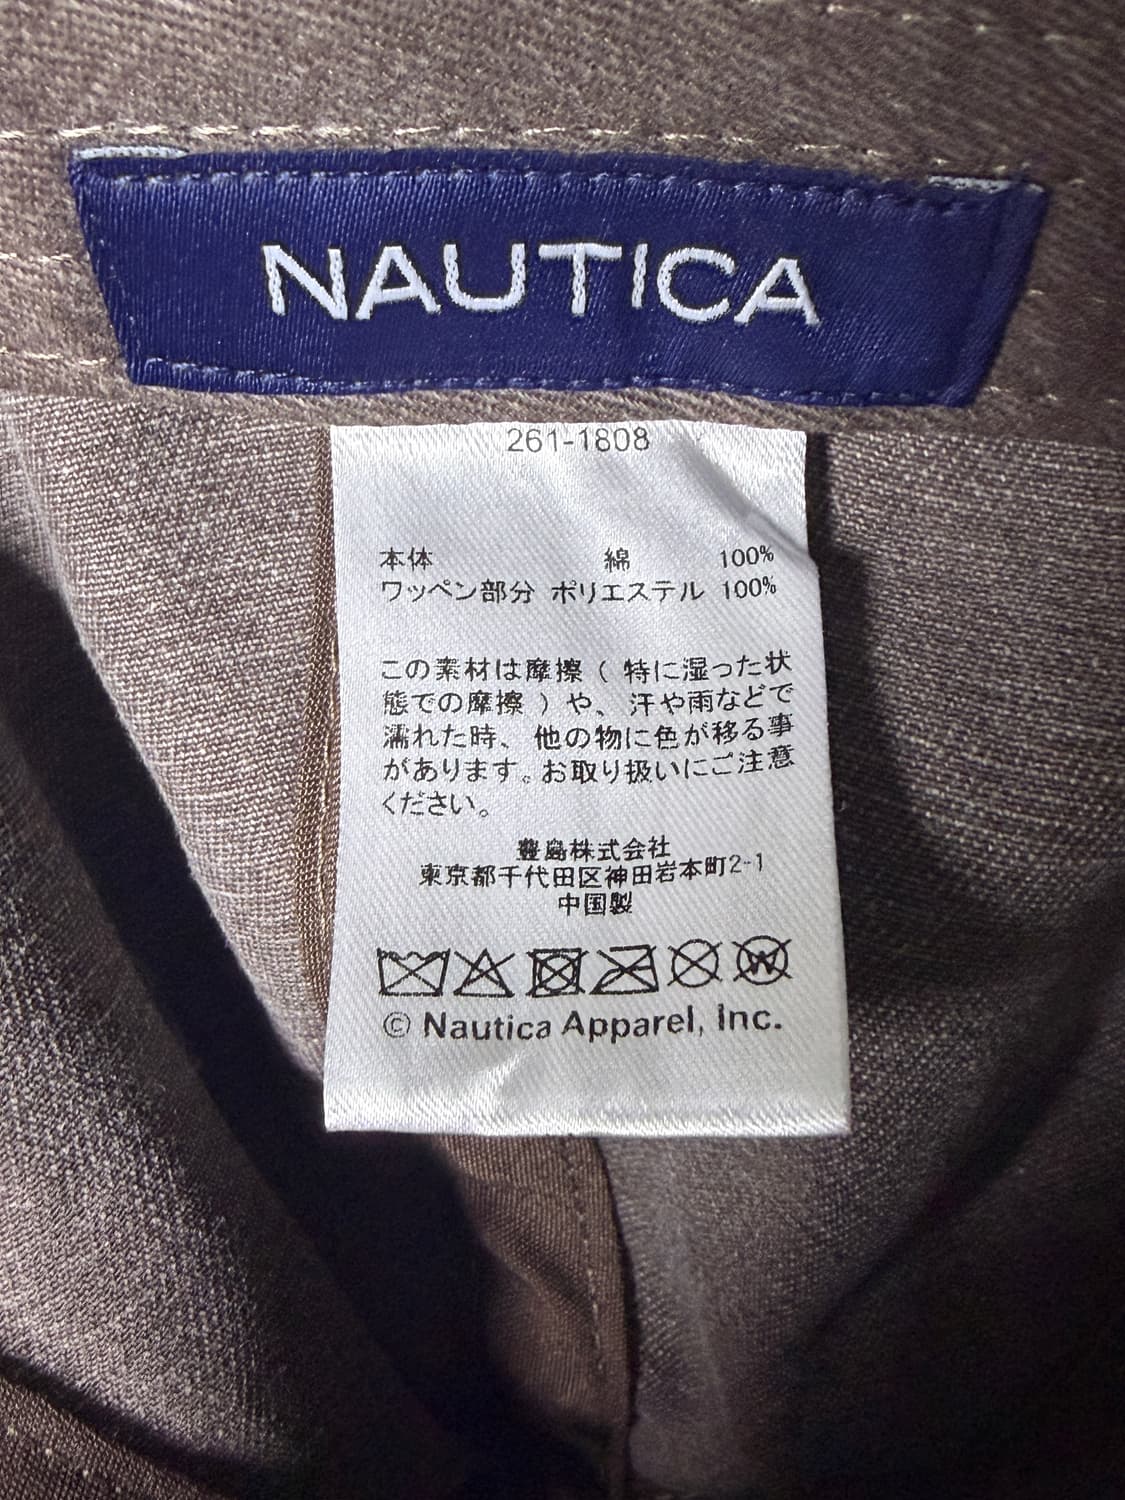 NAUTICA
261-1808
本体 綿 100%
ワッペン部分 ポリエステル 100%
この素材は摩擦(特に湿った状
態での摩擦)や、汗や雨などで
濡れた時、他の物に色が移る事
があります。お取り扱いにご注意
ください。
豊島株式会社
東京都千代田区神田岩本町2-1
中国製
W
© Nautica Apparel, Inc.